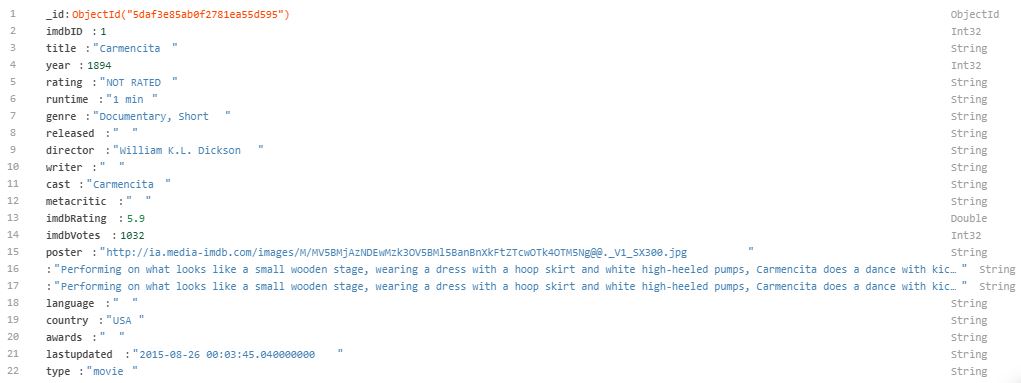 1 _id: ObjectId("5daf3e85ab0f2781ea55d595") ObjectId
2 imdbID : 1 Int32
3 title : "Carmencita " String
4 year : 1894 Int32
5 rating : "NOT RATED " String
6 runtime : "1 min " String
7 genre : "Documentary, Short " String
8 released : " " String
9 director : "William K.L. Dickson " String
10 writer : " " String
11 cast : "Carmencita " String
12 metacritic : " " String
13 imdbRating : 5.9 Double
14 imdbVotes : 1032 Int32
15 poster : "http://ia.media-imdb.com/images/M/MV5BMjAzNDEwMzk3OV5BMl5BanBnXkFtZTcwOTk4OTM5Ng@@._V1_SX300.jpg " String
16 : "Performing on what looks like a small wooden stage, wearing a dress with a hoop skirt and white high-heeled pumps, Carmencita does a dance with kic… " String
17 : "Performing on what looks like a small wooden stage, wearing a dress with a hoop skirt and white high-heeled pumps, Carmencita does a dance with kic… " String
18 language : " " String
19 country : "USA " String
20 awards : " " String
21 lastupdated : "2015-08-26 00:03:45.040000000 " String
22 type : "movie " String